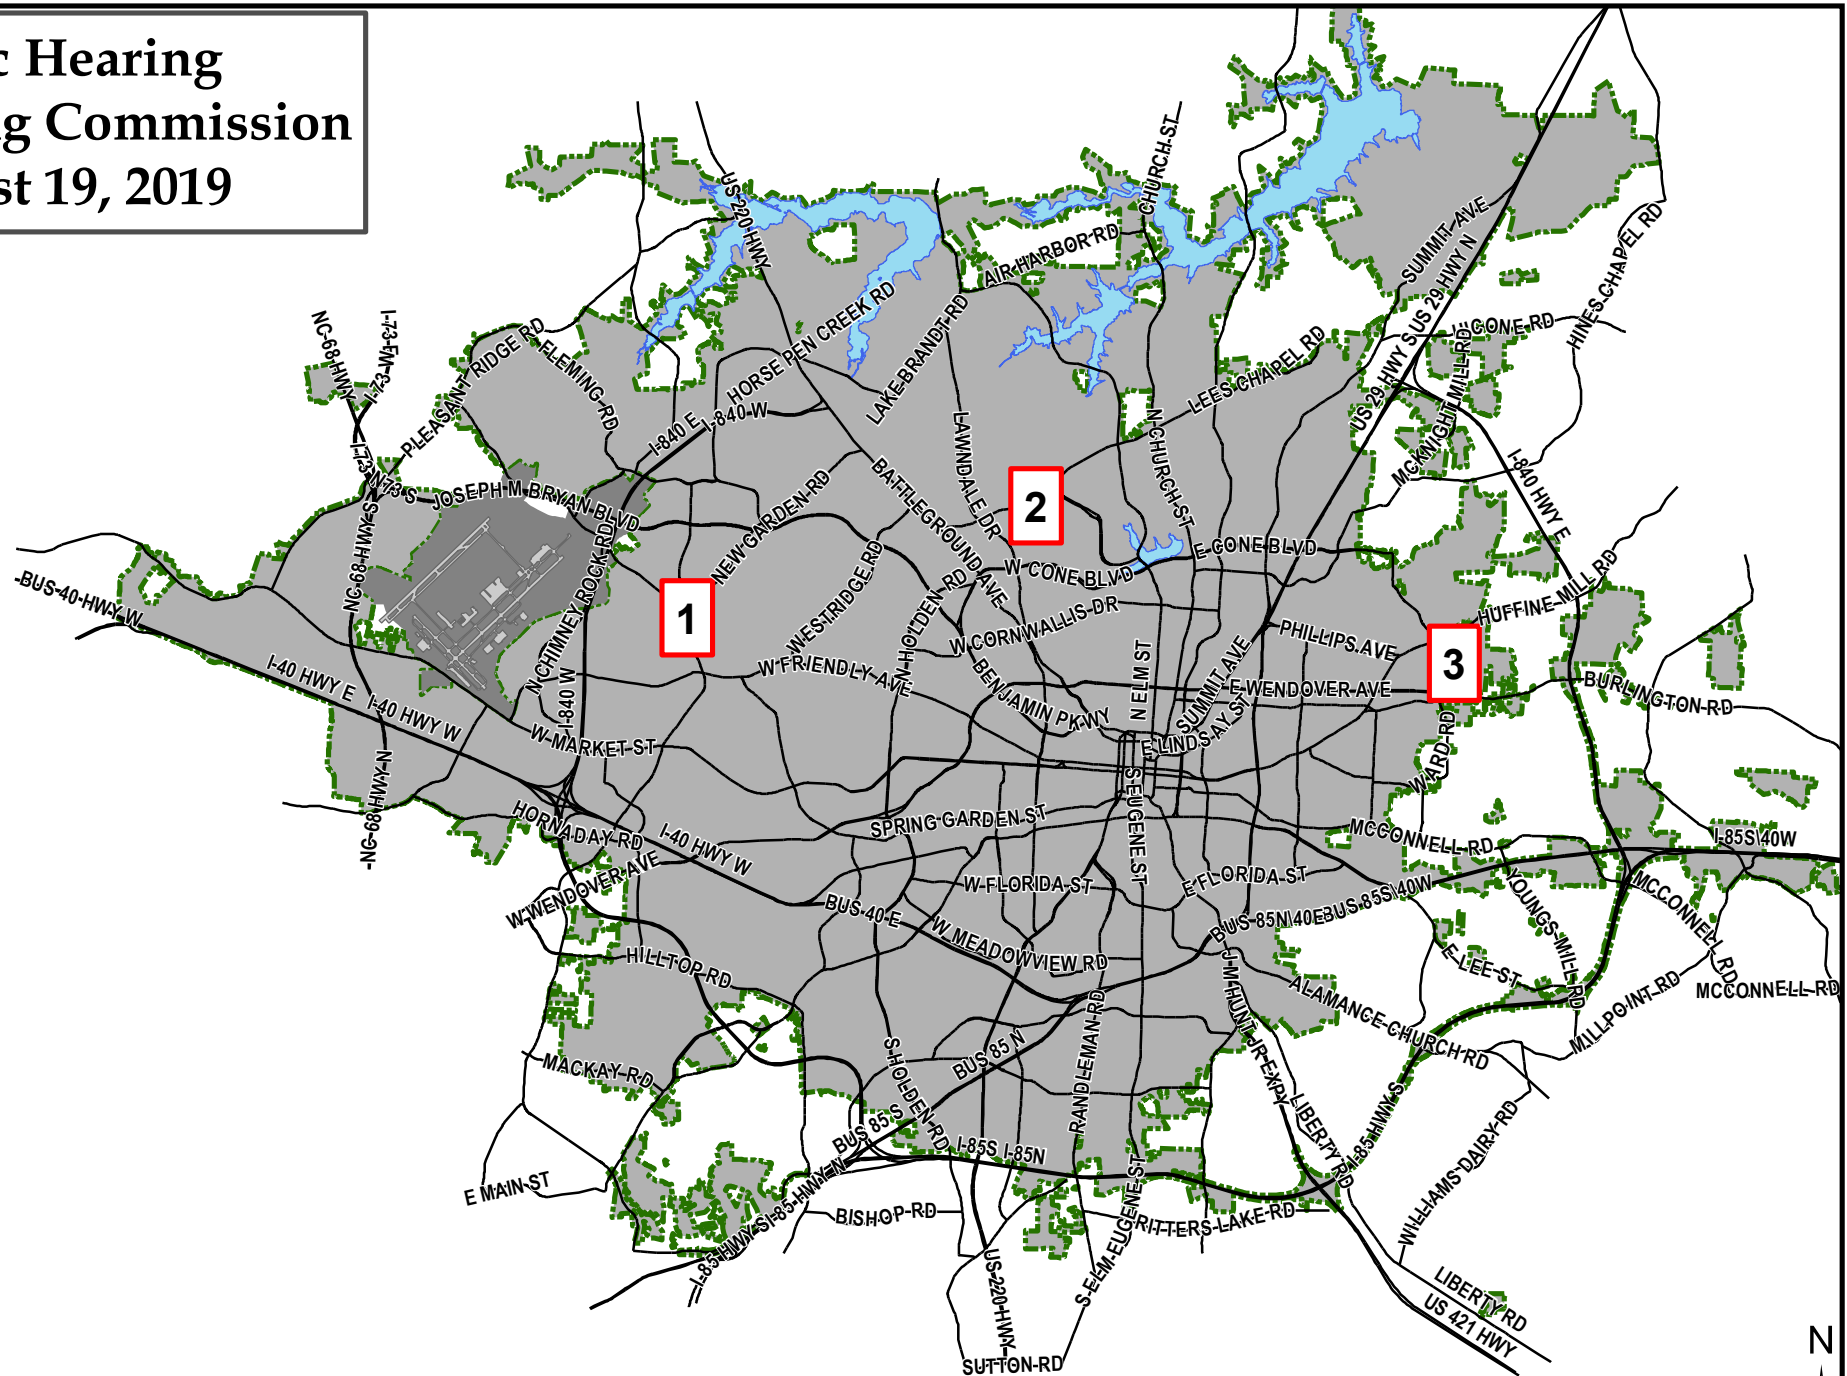 c Hearing
g Commission
st 19, 2019
CHURCH ST
US 220 HWY
AIR HARBOR RD
SUMMIT AVE
US 29 HWY N
HINES CHAPEL RD
NC-68 HWY
I-73 E
I-73 W
PLEASANT RIDGE RD
FLEMING RD
HORSE PEN CREEK RD
LAKE BRANDT RD
LEES CHAPEL RD
US 29 HWY S
CONE RD
MCKNIGHT MILL RD
I-840 E
I-840 W
LAWNDALE DR
N CHURCH ST
I-73 N
73 S
JOSEPH M BRYAN BLVD
NEW GARDEN RD
BATTLEGROUND AVE
2
I-840 HWY E
NC-68 HWY S
N CHIMNEY ROCK RD
WESTRIDGE RD
N HOLDEN RD
W CONE BLVD
E CONE BLVD
HUFFINE MILL RD
BUS 40 HWY W
1
W CORNWALLIS DR
PHILLIPS AVE
3
I-40 HWY E
I-40 HWY W
I-840 W
W FRIENDLY AVE
BENJAMIN PKWY
N ELM ST
SUMMIT AVE
E WENDOVER AVE
BURLINGTON RD
W MARKET ST
E LINDSAY ST
WARD RD
NC-68 HWY N
HORNADAY RD
I-40 HWY W
SPRING GARDEN ST
S EUGENE ST
MCCONNELL RD
I-85S\40W
W WENDOVER AVE
W FLORIDA ST
E FLORIDA ST
BUS 40 E
BUS 85N\40E
BUS 85S\40W
YOUNGS MILL RD
MCCONNELL RD
HILLTOP RD
W MEADOWVIEW RD
E LEE ST
MCCONNELL RD
J M HUNT JR EXPY
ALAMANCE CHURCH RD
MILLPOINT RD
MACKAY RD
S HOLDEN RD
BUS 85 N
RANDLEMAN RD
BUS 85 S
LIBERTY RD
I-85 HWY S
WILLIAMS DAIRY RD
I-85S I-85N
E MAIN ST
I-85 HWY S
I-85 HWY N
BISHOP RD
S ELM-EUGENE ST
RITTERS LAKE RD
US 220 HWY
LIBERTY RD
US 421 HWY
SUTTON RD
N